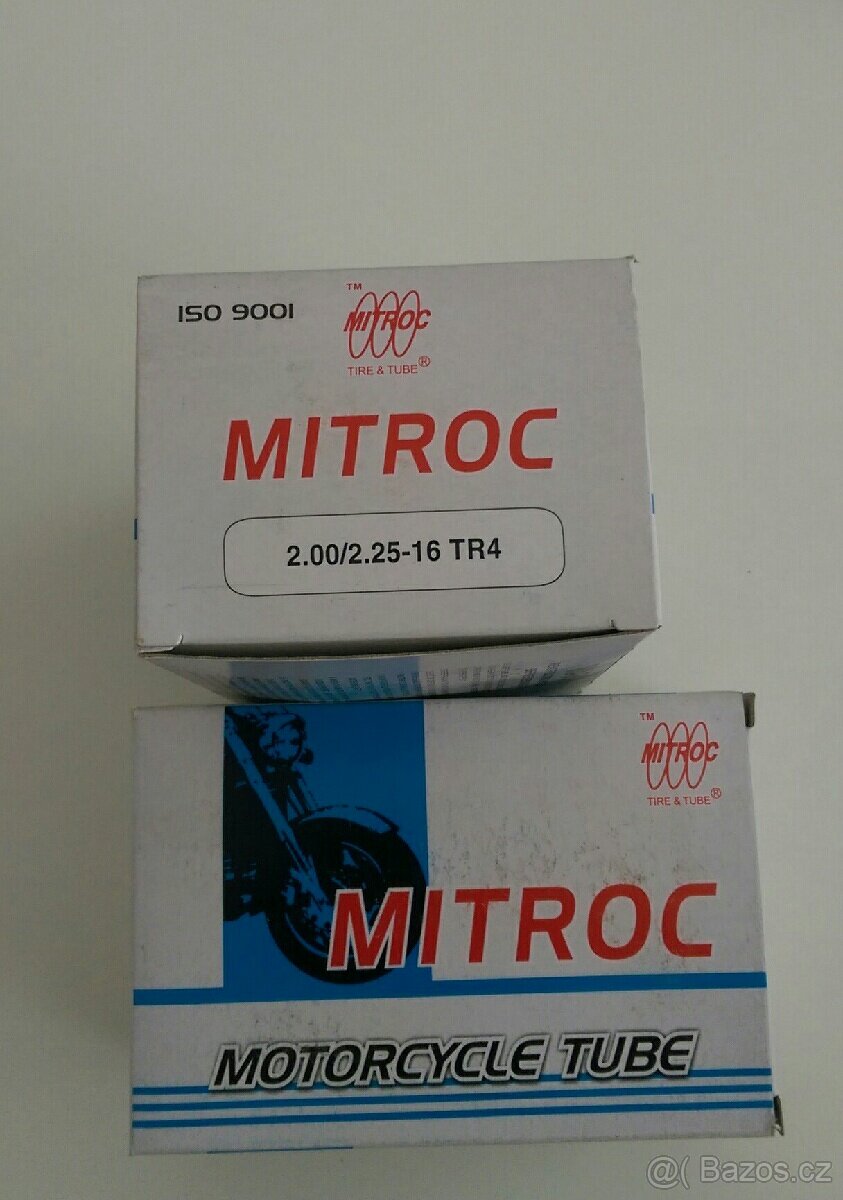 ISO 9001
TM
MITROC
TIRE & TUBE®
MITROC
2.00/2.25-16 TR4
TM
MITROC
TIRE & TUBE®
MITROC
MOTORCYCLE TUBE
@( Bazos.cz